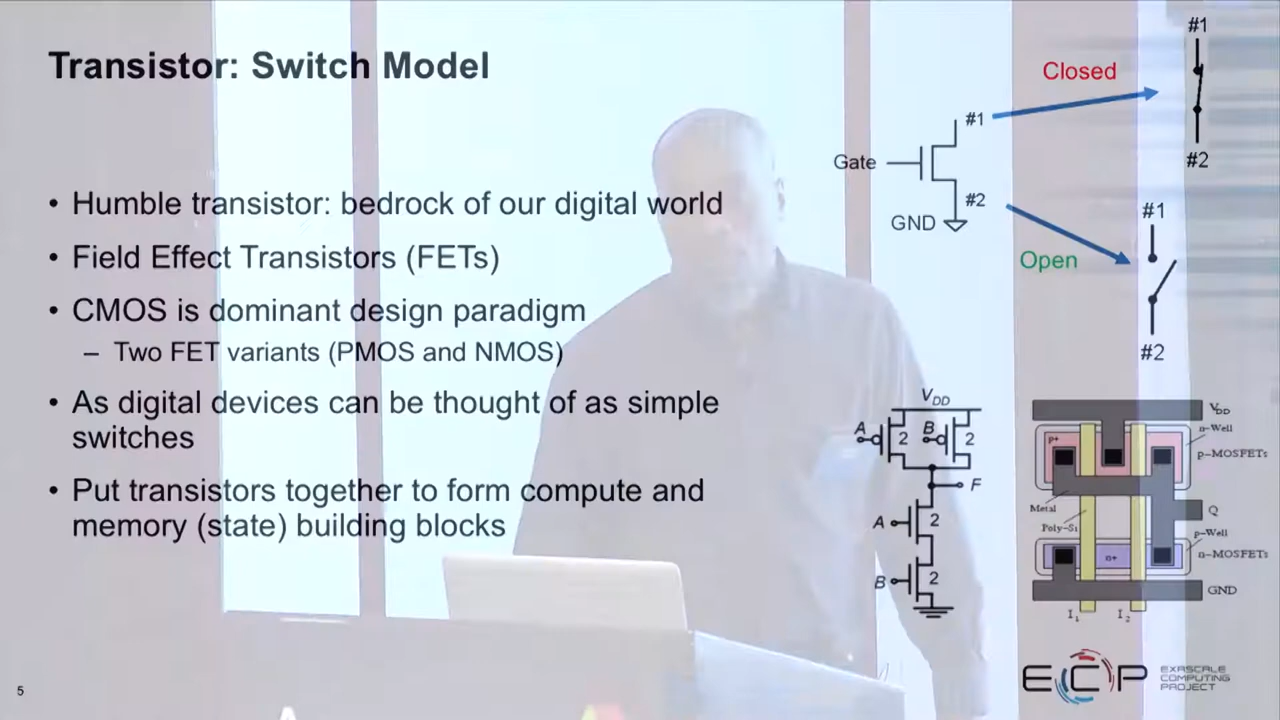 Transistor: Switch Model
• Humble transistor: bedrock of our digital world
• Field Effect Transistors (FETs)
• CMOS is dominant design paradigm
– Two FET variants (PMOS and NMOS)
• As digital devices can be thought of as simple
switches
• Put transistors together to form compute and
memory (state) building blocks
Gate
#1
#2
GND
Closed
#1
#2
Open
#1
#2
VDD
A
2
B
2
F
A
2
B
2
VDD
n-Well
p+
p-MOSFETs
Metal
Q
Poly-Si
p-Well
n+
n-MOSFETs
GND
I1
I2
ECP
EXASCALE
COMPUTING
PROJECT
5